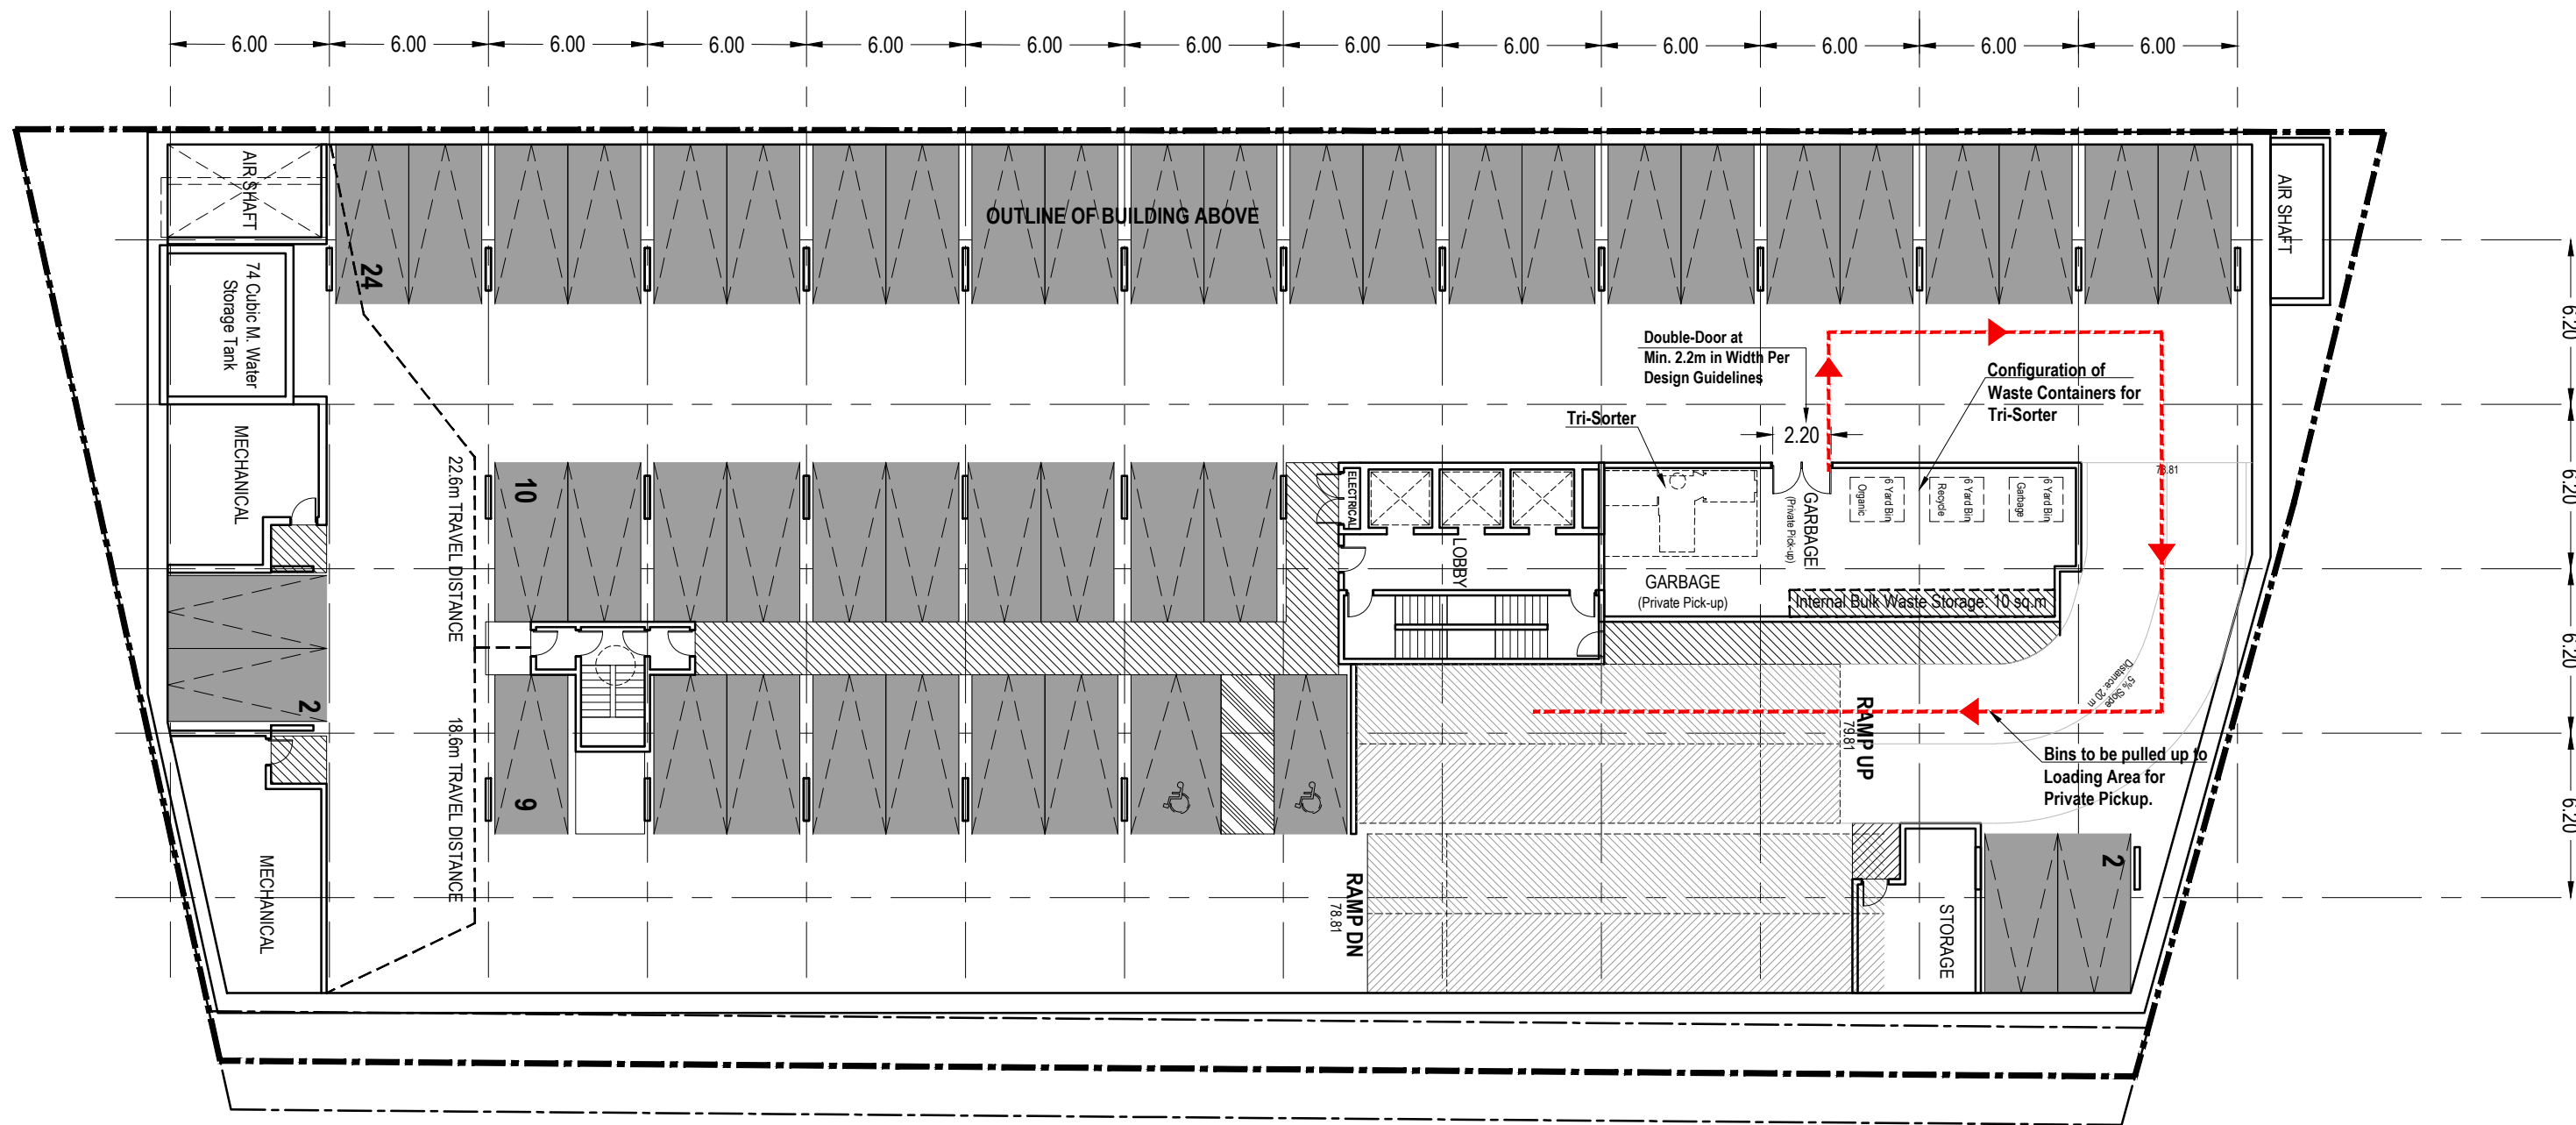 6.00 6.00 6.00 6.00 6.00 6.00 6.00 6.00 6.00 6.00 6.00 6.00 6.00
AIR SHAFT
AIR SHAFT
OUTLINE OF BUILDING ABOVE
24
74 Cubic M. Water
Storage Tank
6.20
6.20
6.20
6.20
Double-Door at
Min. 2.2m in Width Per
Design Guidelines
Configuration of
Waste Containers for
Tri-Sorter
Tri-Sorter
2.20
MECHANICAL
22.6m TRAVEL DISTANCE
10
ELECTRICAL
LOBBY
GARBAGE
(Private Pick-up)
GARBAGE
(Private Pick-up)
6 Yard Bin
Organic
6 Yard Bin
Recycle
6 Yard Bin
Garbage
78.81
Internal Bulk Waste Storage: 10 sq.m
5% Slope
Distance: 20 m
2
18.6m TRAVEL DISTANCE
9
RAMP UP
79.81
Bins to be pulled up to
Loading Area for
Private Pickup.
MECHANICAL
RAMP DN
78.81
STORAGE
2